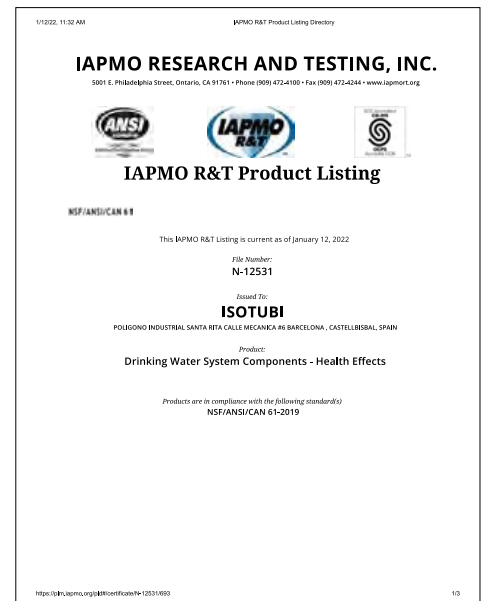 1/12/22, 11:32 AM IAPMO R&T Product Listing Directory
IAPMO RESEARCH AND TESTING, INC.
5001 E. Philadelphia Street, Ontario, CA 91761 • Phone (909) 472-4100 • Fax (909) 472-4244 • www.iapmort.org
ANSI
IAPMO
R&T
IAPMO R&T Product Listing
NSF/ANSI/CAN 61
This IAPMO R&T Listing is current as of January 12, 2022
File Number:
N-12531
Issued To:
ISOTUBI
POLIGONO INDUSTRIAL SANTA RITA CALLE MECANICA #6 BARCELONA , CASTELLBISBAL, SPAIN
Product:
Drinking Water System Components - Health Effects
Products are in compliance with the following standard(s)
NSF/ANSI/CAN 61-2019
https://plm.iapmo.org/pld#/certificate/N-12531/693 1/3